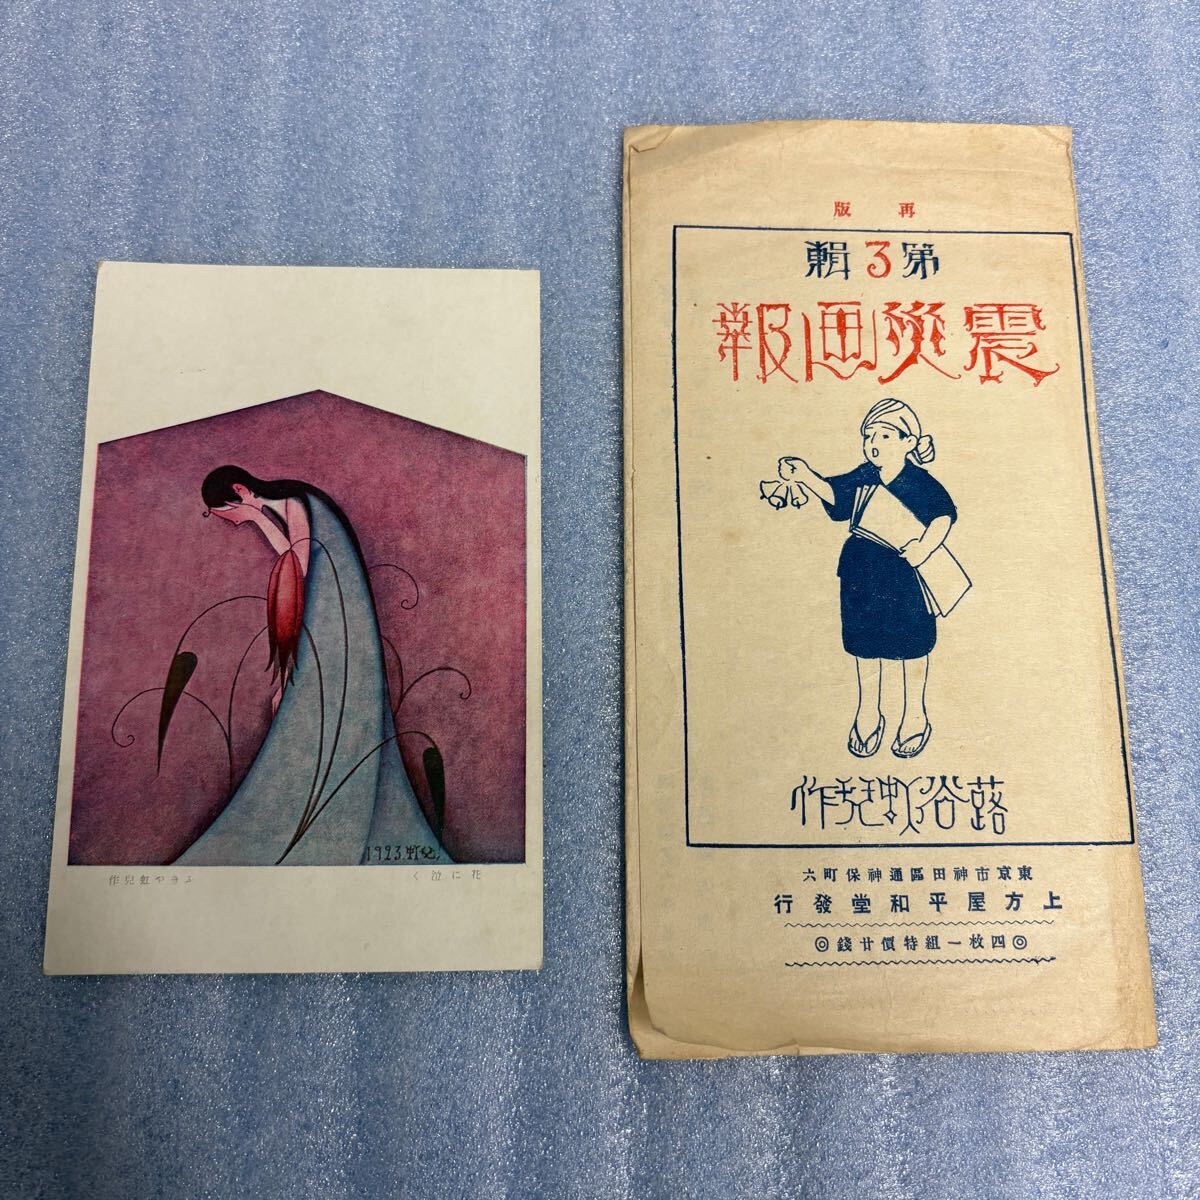 1923.虹児.
花に泣く
ふきや虹兒作
再版
第3輯
震災画報
蕗谷虹児作
東京市神田區通神保町六
上方屋平和堂發行
◎四枚一組特價廿錢◎